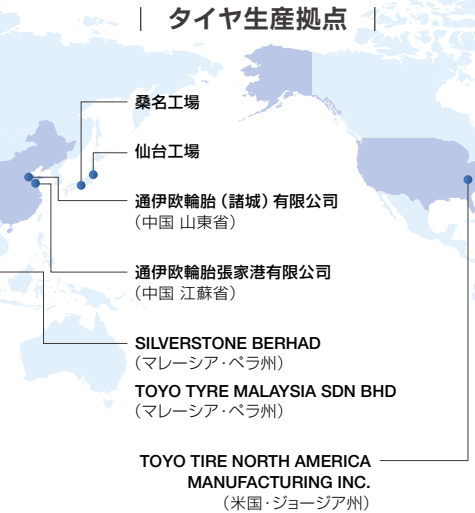 タイヤ生産拠点
桑名工場
仙台工場
通伊欧輪胎（諸城）有限公司
（中国 山東省）
通伊欧輪胎張家港有限公司
（中国 江蘇省）
SILVERSTONE BERHAD
（マレーシア・ペラ州）
TOYO TYRE MALAYSIA SDN BHD
（マレーシア・ペラ州）
TOYO TIRE NORTH AMERICA
MANUFACTURING INC.
（米国・ジョージア州）